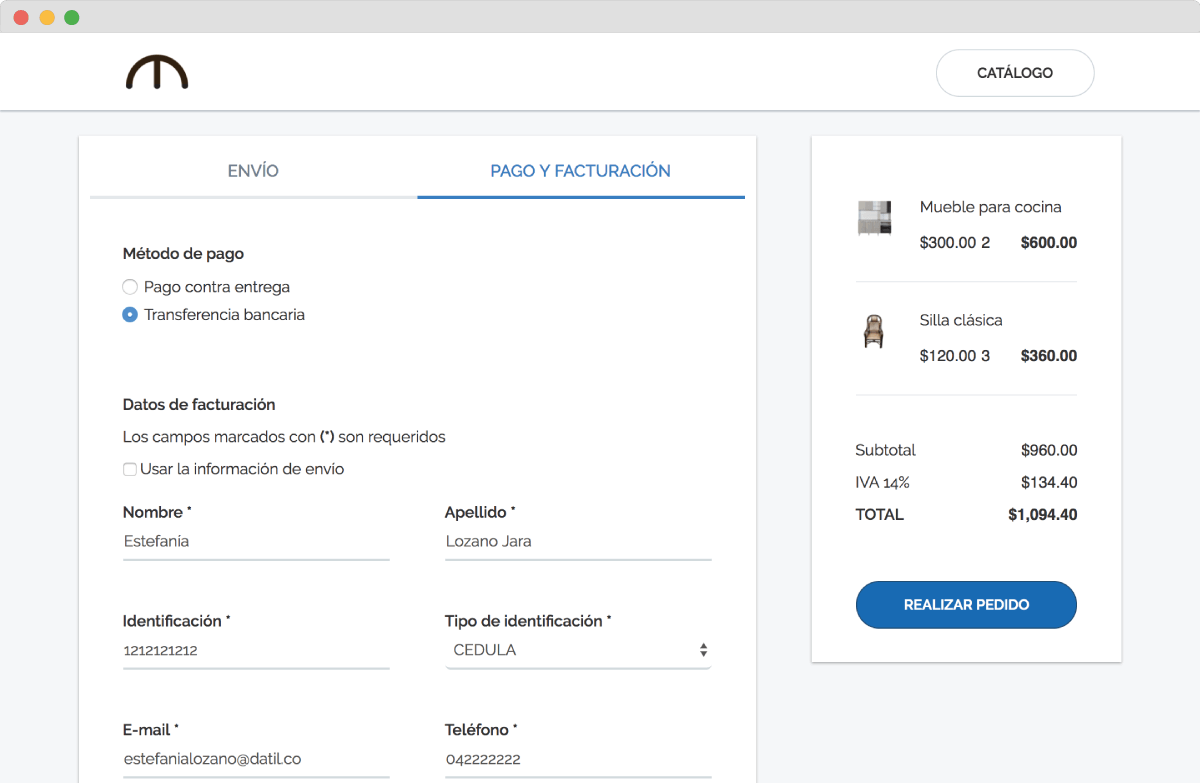 CATÁLOGO
ENVÍO
PAGO Y FACTURACIÓN
Método de pago
Pago contra entrega
Transferencia bancaria
Datos de facturación
Los campos marcados con (*) son requeridos
Usar la información de envío
Nombre *
Apellido *
Estefanía
Lozano Jara
Identificación *
Tipo de identificación *
1212121212
CEDULA
E-mail *
Teléfono *
estefanialozano@datil.co
042222222
Mueble para cocina
$300.00 2 $600.00
Silla clásica
$120.00 3 $360.00
Subtotal $960.00
IVA 14% $134.40
TOTAL $1,094.40
REALIZAR PEDIDO